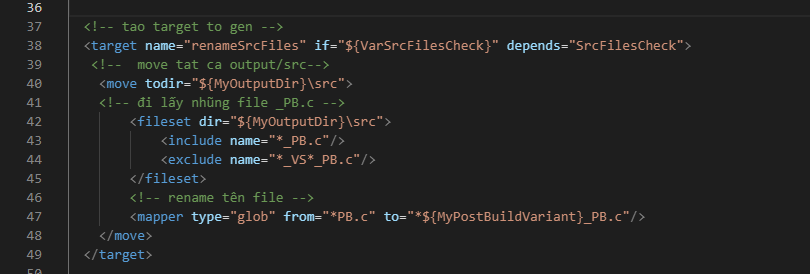 36
37 <!-- tao target to gen -->
38 <target name="renameSrcFiles" if="${VarSrcFilesCheck}" depends="SrcFilesCheck">
39 <!--  move tat ca output/src-->
40 <move todir="${MyOutputDir}\src">
41 <!-- đi lấy những file _PB.c -->
42 <fileset dir="${MyOutputDir}\src">
43 <include name="*_PB.c"/>
44 <exclude name="*_VS*_PB.c"/>
45 </fileset>
46 <!-- rename tên file -->
47 <mapper type="glob" from="*PB.c" to="*${MyPostBuildVariant}_PB.c"/>
48 </move>
49 </target>
50